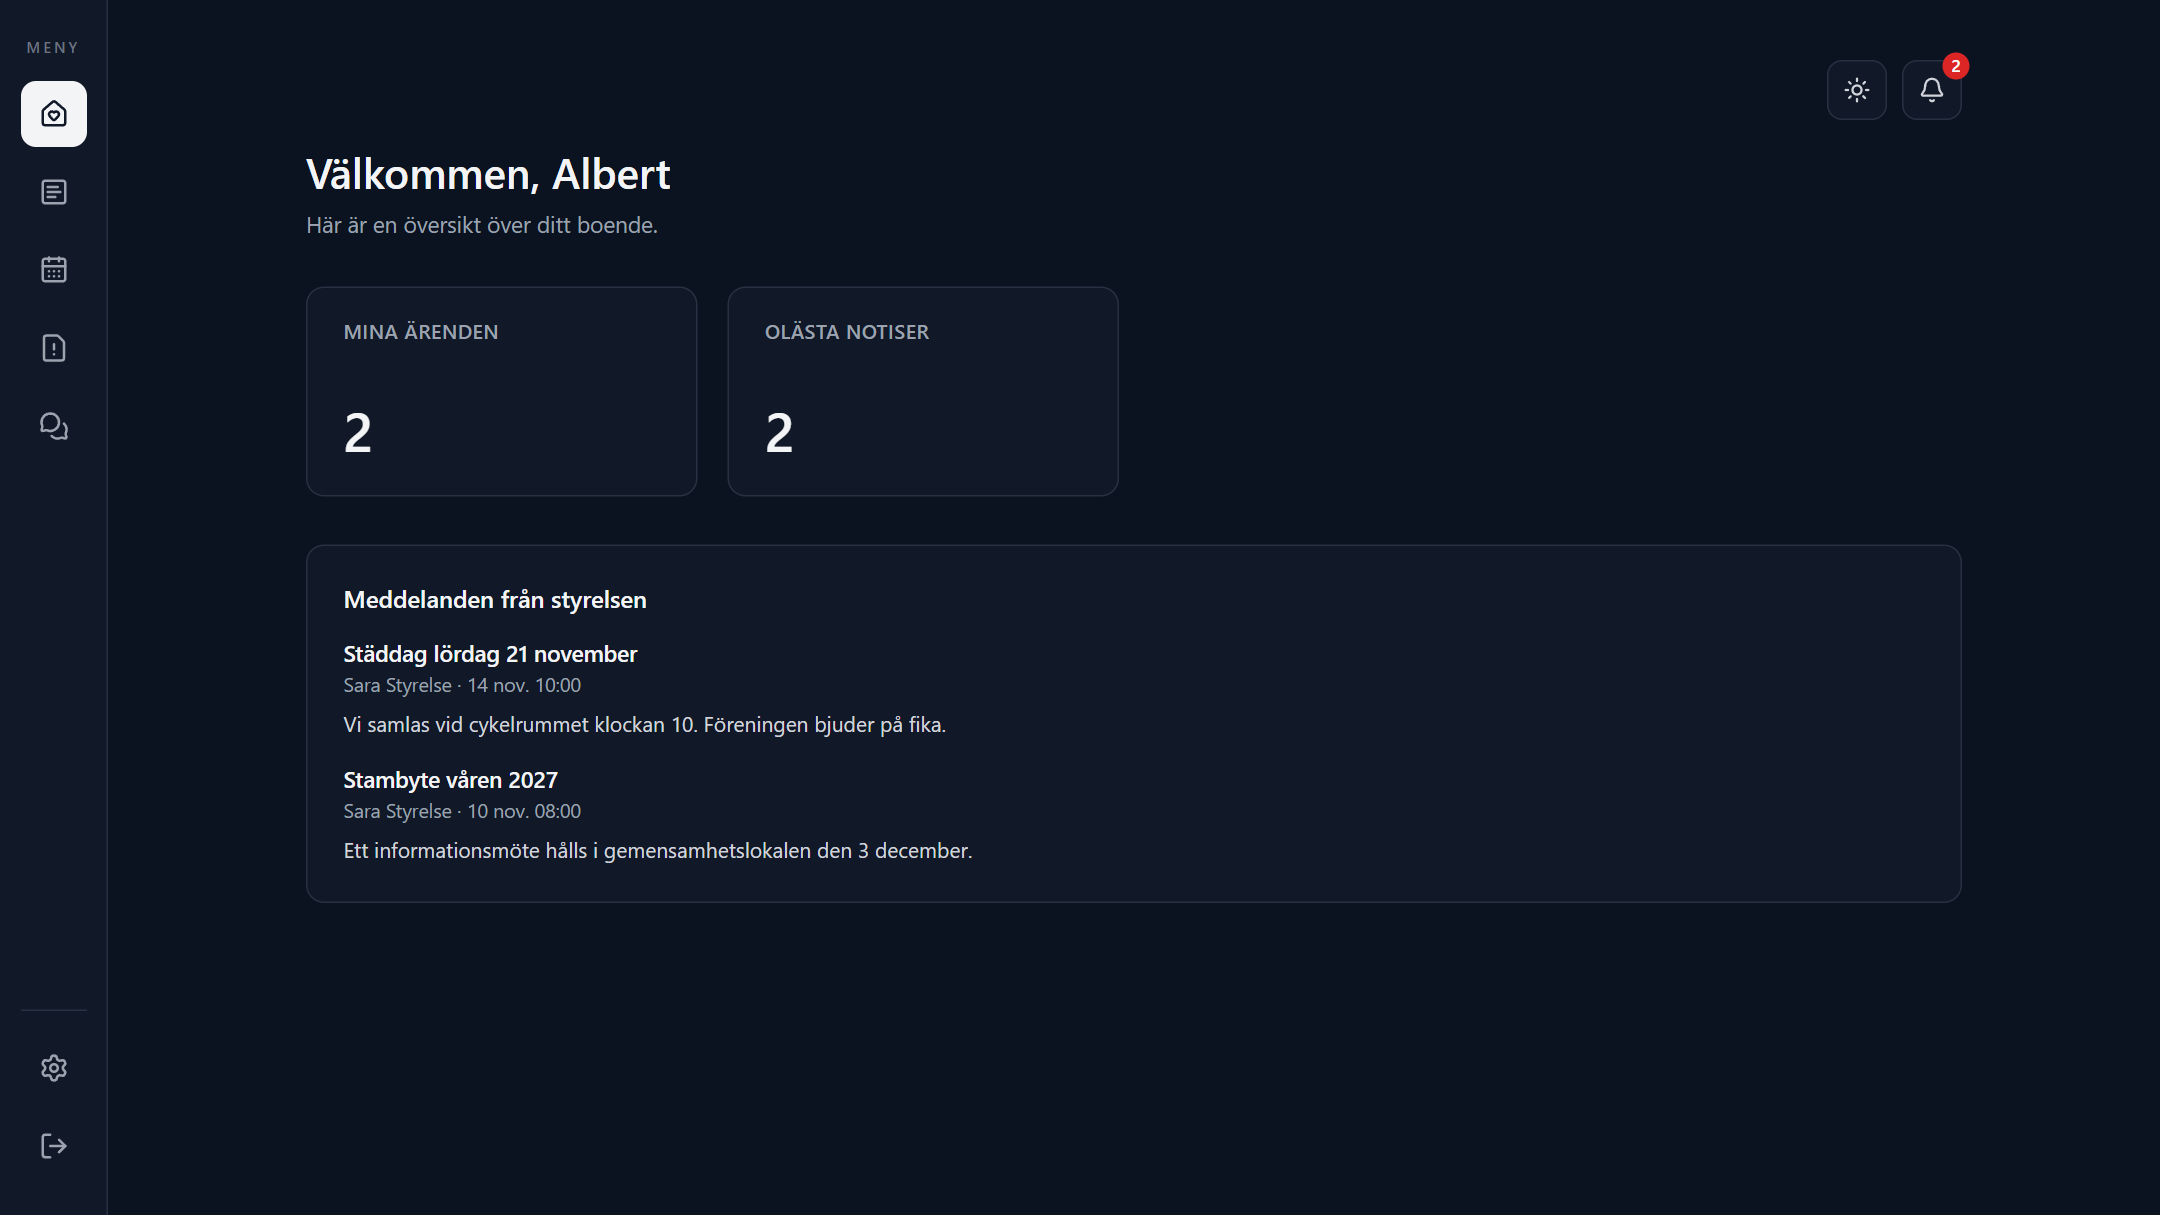 MENY
2
Välkommen, Albert
Här är en översikt över ditt boende.
MINA ÄRENDEN
2
OLÄSTA NOTISER
2
Meddelanden från styrelsen
Städdag lördag 21 november
Sara Styrelse · 14 nov. 10:00
Vi samlas vid cykelrummet klockan 10. Föreningen bjuder på fika.
Stambyte våren 2027
Sara Styrelse · 10 nov. 08:00
Ett informationsmöte hålls i gemensamhetslokalen den 3 december.